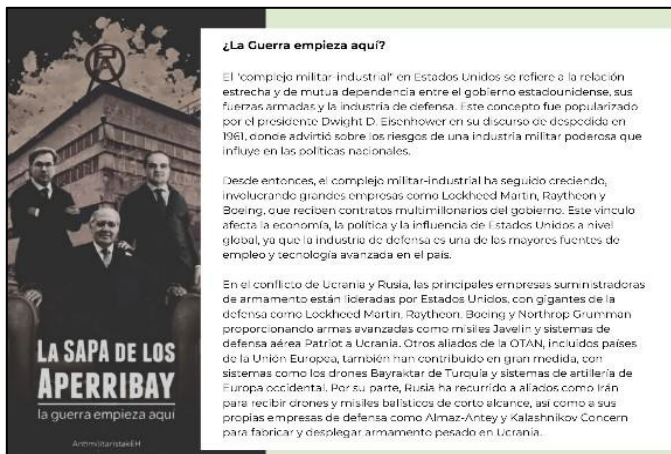 LA SAPA DE LOS
APERRIBAY
la guerra empieza aquí
AntimilitaristakEH
¿La Guerra empieza aquí?
El "complejo militar-industrial" en Estados Unidos se refiere a la relación
estrecha y de mutua dependencia entre el gobierno estadounidense, sus
fuerzas armadas y la industria de defensa. Este concepto fue popularizado
por el presidente Dwight D. Eisenhower en su discurso de despedida en
1961, donde advirtió sobre los riesgos de una industria militar poderosa que
influye en las políticas nacionales.
Desde entonces, el complejo militar-industrial ha seguido creciendo,
involucrando grandes empresas como Lockheed Martin, Raytheon y
Boeing, que reciben contratos multimillonarios del gobierno. Este vínculo
afecta la economía, la política y la influencia de Estados Unidos a nivel
global, ya que la industria de defensa es una de las mayores fuentes de
empleo y tecnología avanzada en el país.
En el conflicto de Ucrania y Rusia, las principales empresas suministradoras
de armamento están lideradas por Estados Unidos, con gigantes de la
defensa como Lockheed Martin, Raytheon, Boeing y Northrop Grumman
proporcionando armas avanzadas como misiles Javelin y sistemas de
defensa aérea Patriot a Ucrania. Otros aliados de la OTAN, incluidos países
de la Unión Europea, también han contribuido en gran medida, con
sistemas como los drones Bayraktar de Turquía y sistemas de artillería de
Europa occidental. Por su parte, Rusia ha recurrido a aliados como Irán
para recibir drones y misiles balísticos de corto alcance, así como a sus
propias empresas de defensa como Almaz-Antey y Kalashnikov Concern
para fabricar y desplegar armamento pesado en Ucrania.